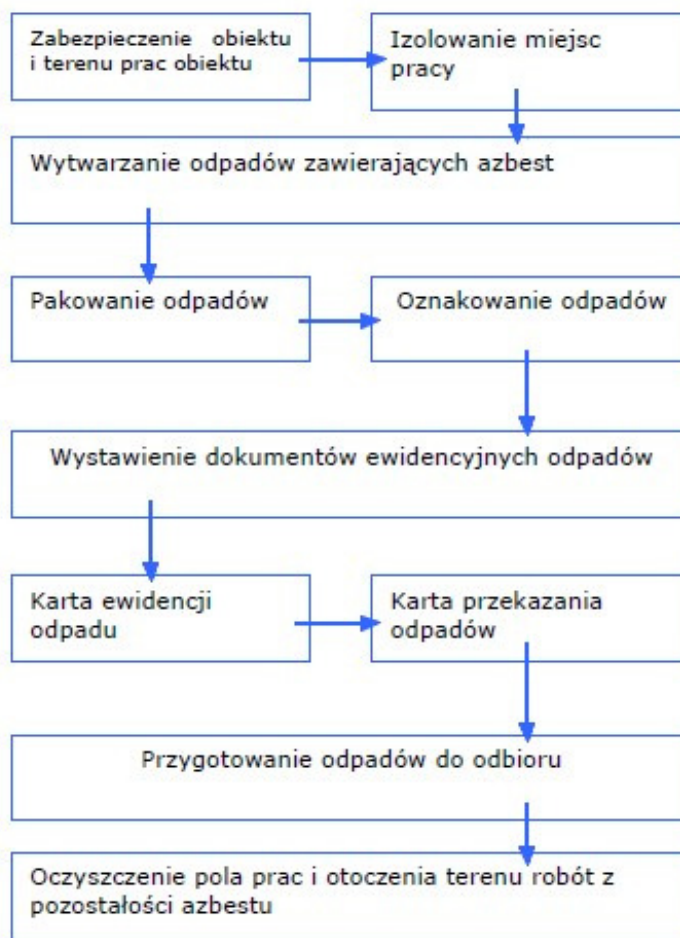 Zabezpieczenie obiektu
i terenu prac obiektu
Izolowanie miejsc
pracy
Wytwarzanie odpadów zawierających azbest
Pakowanie odpadów
Oznakowanie odpadów
Wystawienie dokumentów ewidencyjnych odpadów
Karta ewidencji
odpadu
Karta przekazania
odpadów
Przygotowanie odpadów do odbioru
Oczyszczenie pola prac i otoczenia terenu robót z
pozostałości azbestu